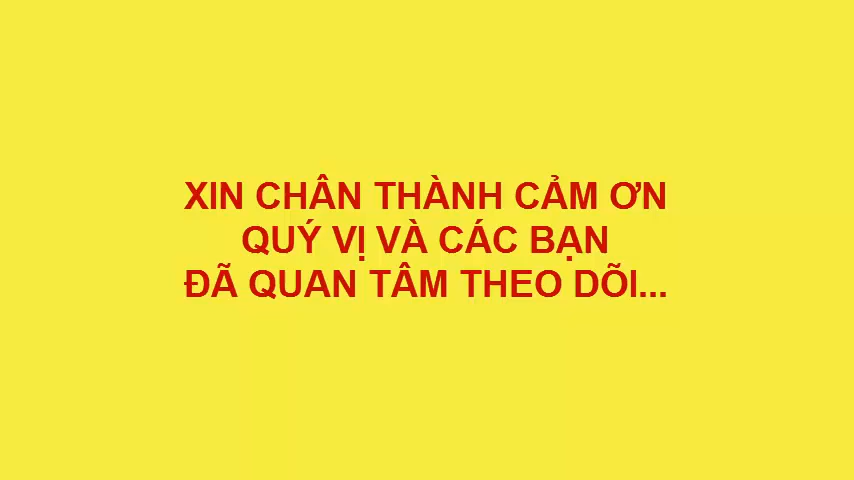 XIN CHÂN THÀNH CẢM ƠN
QUÝ VỊ VÀ CÁC BẠN
ĐÃ QUAN TÂM THEO DÕI...